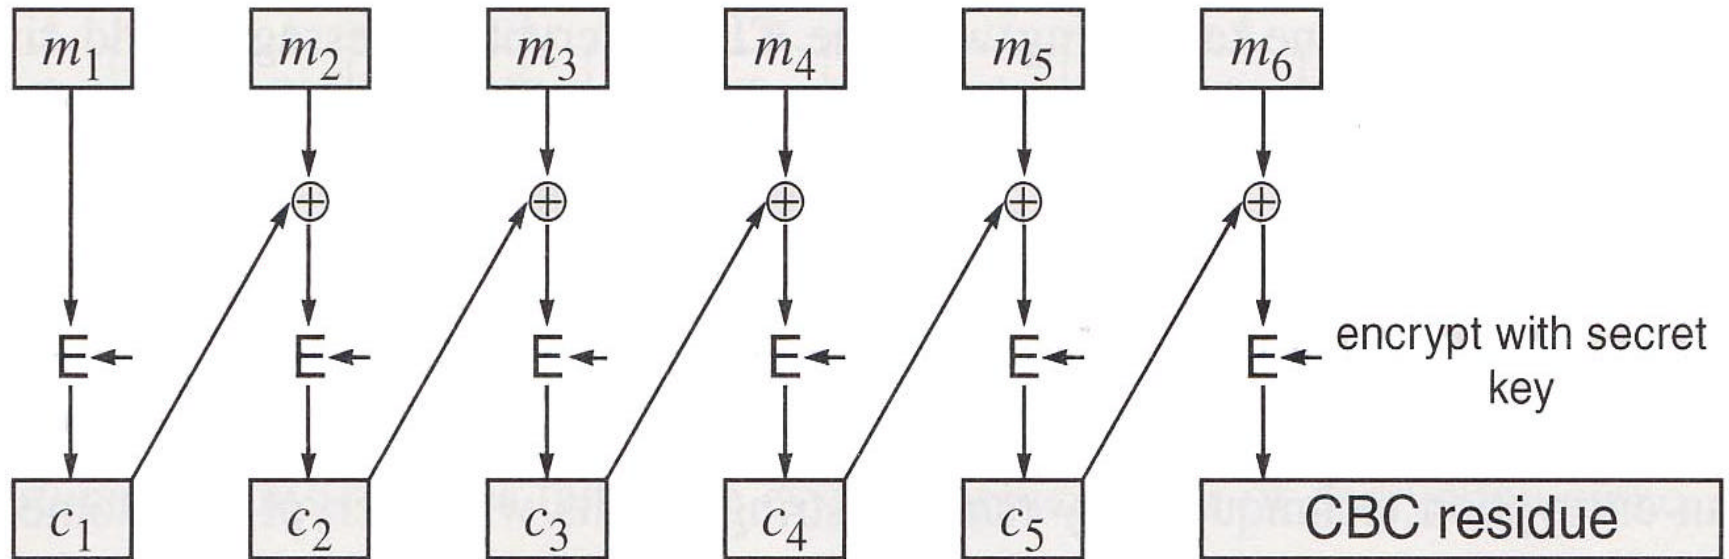 m1 m2 m3 m4 m5 m6
E E E E E E encrypt with secret
key
c1 c2 c3 c4 c5 CBC residue